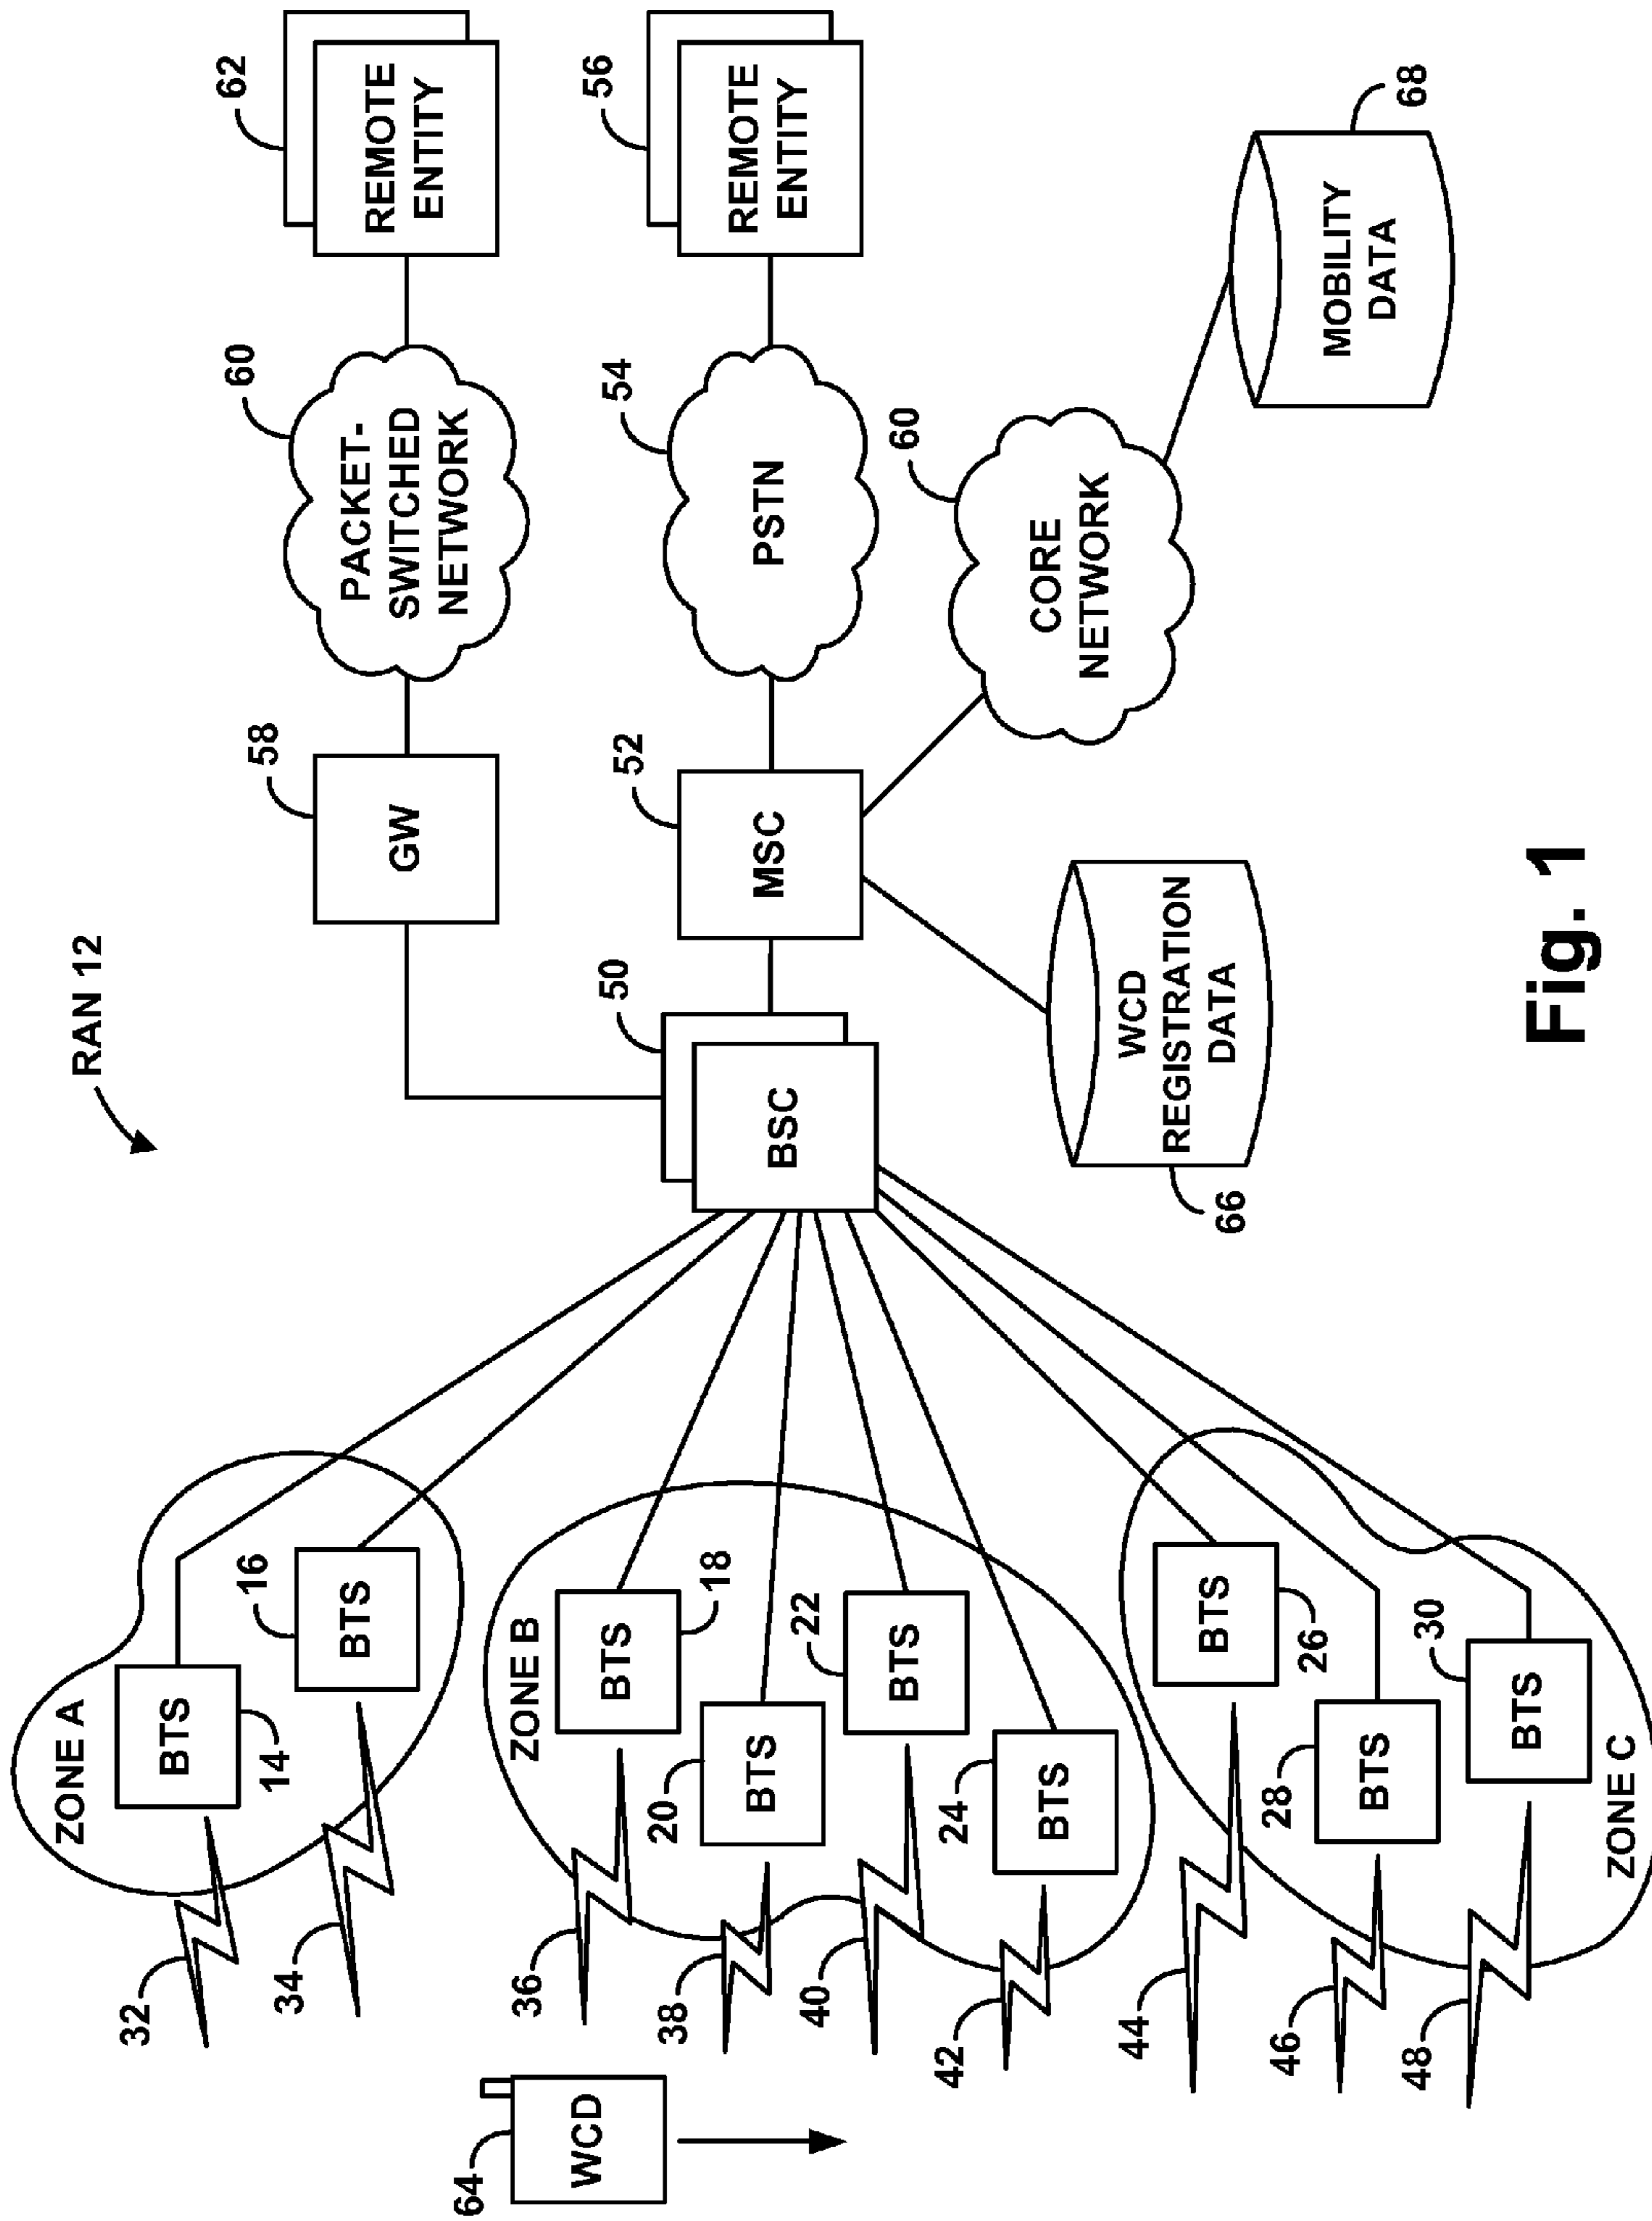 RAN 12
ZONE A
BTS
14
16
BTS
32
34
ZONE B
BTS
18
20
BTS
22
BTS
24
BTS
36
38
40
42
BTS
26
28
BTS
30
BTS
ZONE C
44
46
48
64
WCD
50
BSC
58
GW
60
PACKET-
SWITCHED
NETWORK
62
REMOTE
ENTITY
52
MSC
54
PSTN
56
REMOTE
ENTITY
60
CORE
NETWORK
WCD
REGISTRATION
DATA
66
MOBILITY
DATA
68
Fig. 1